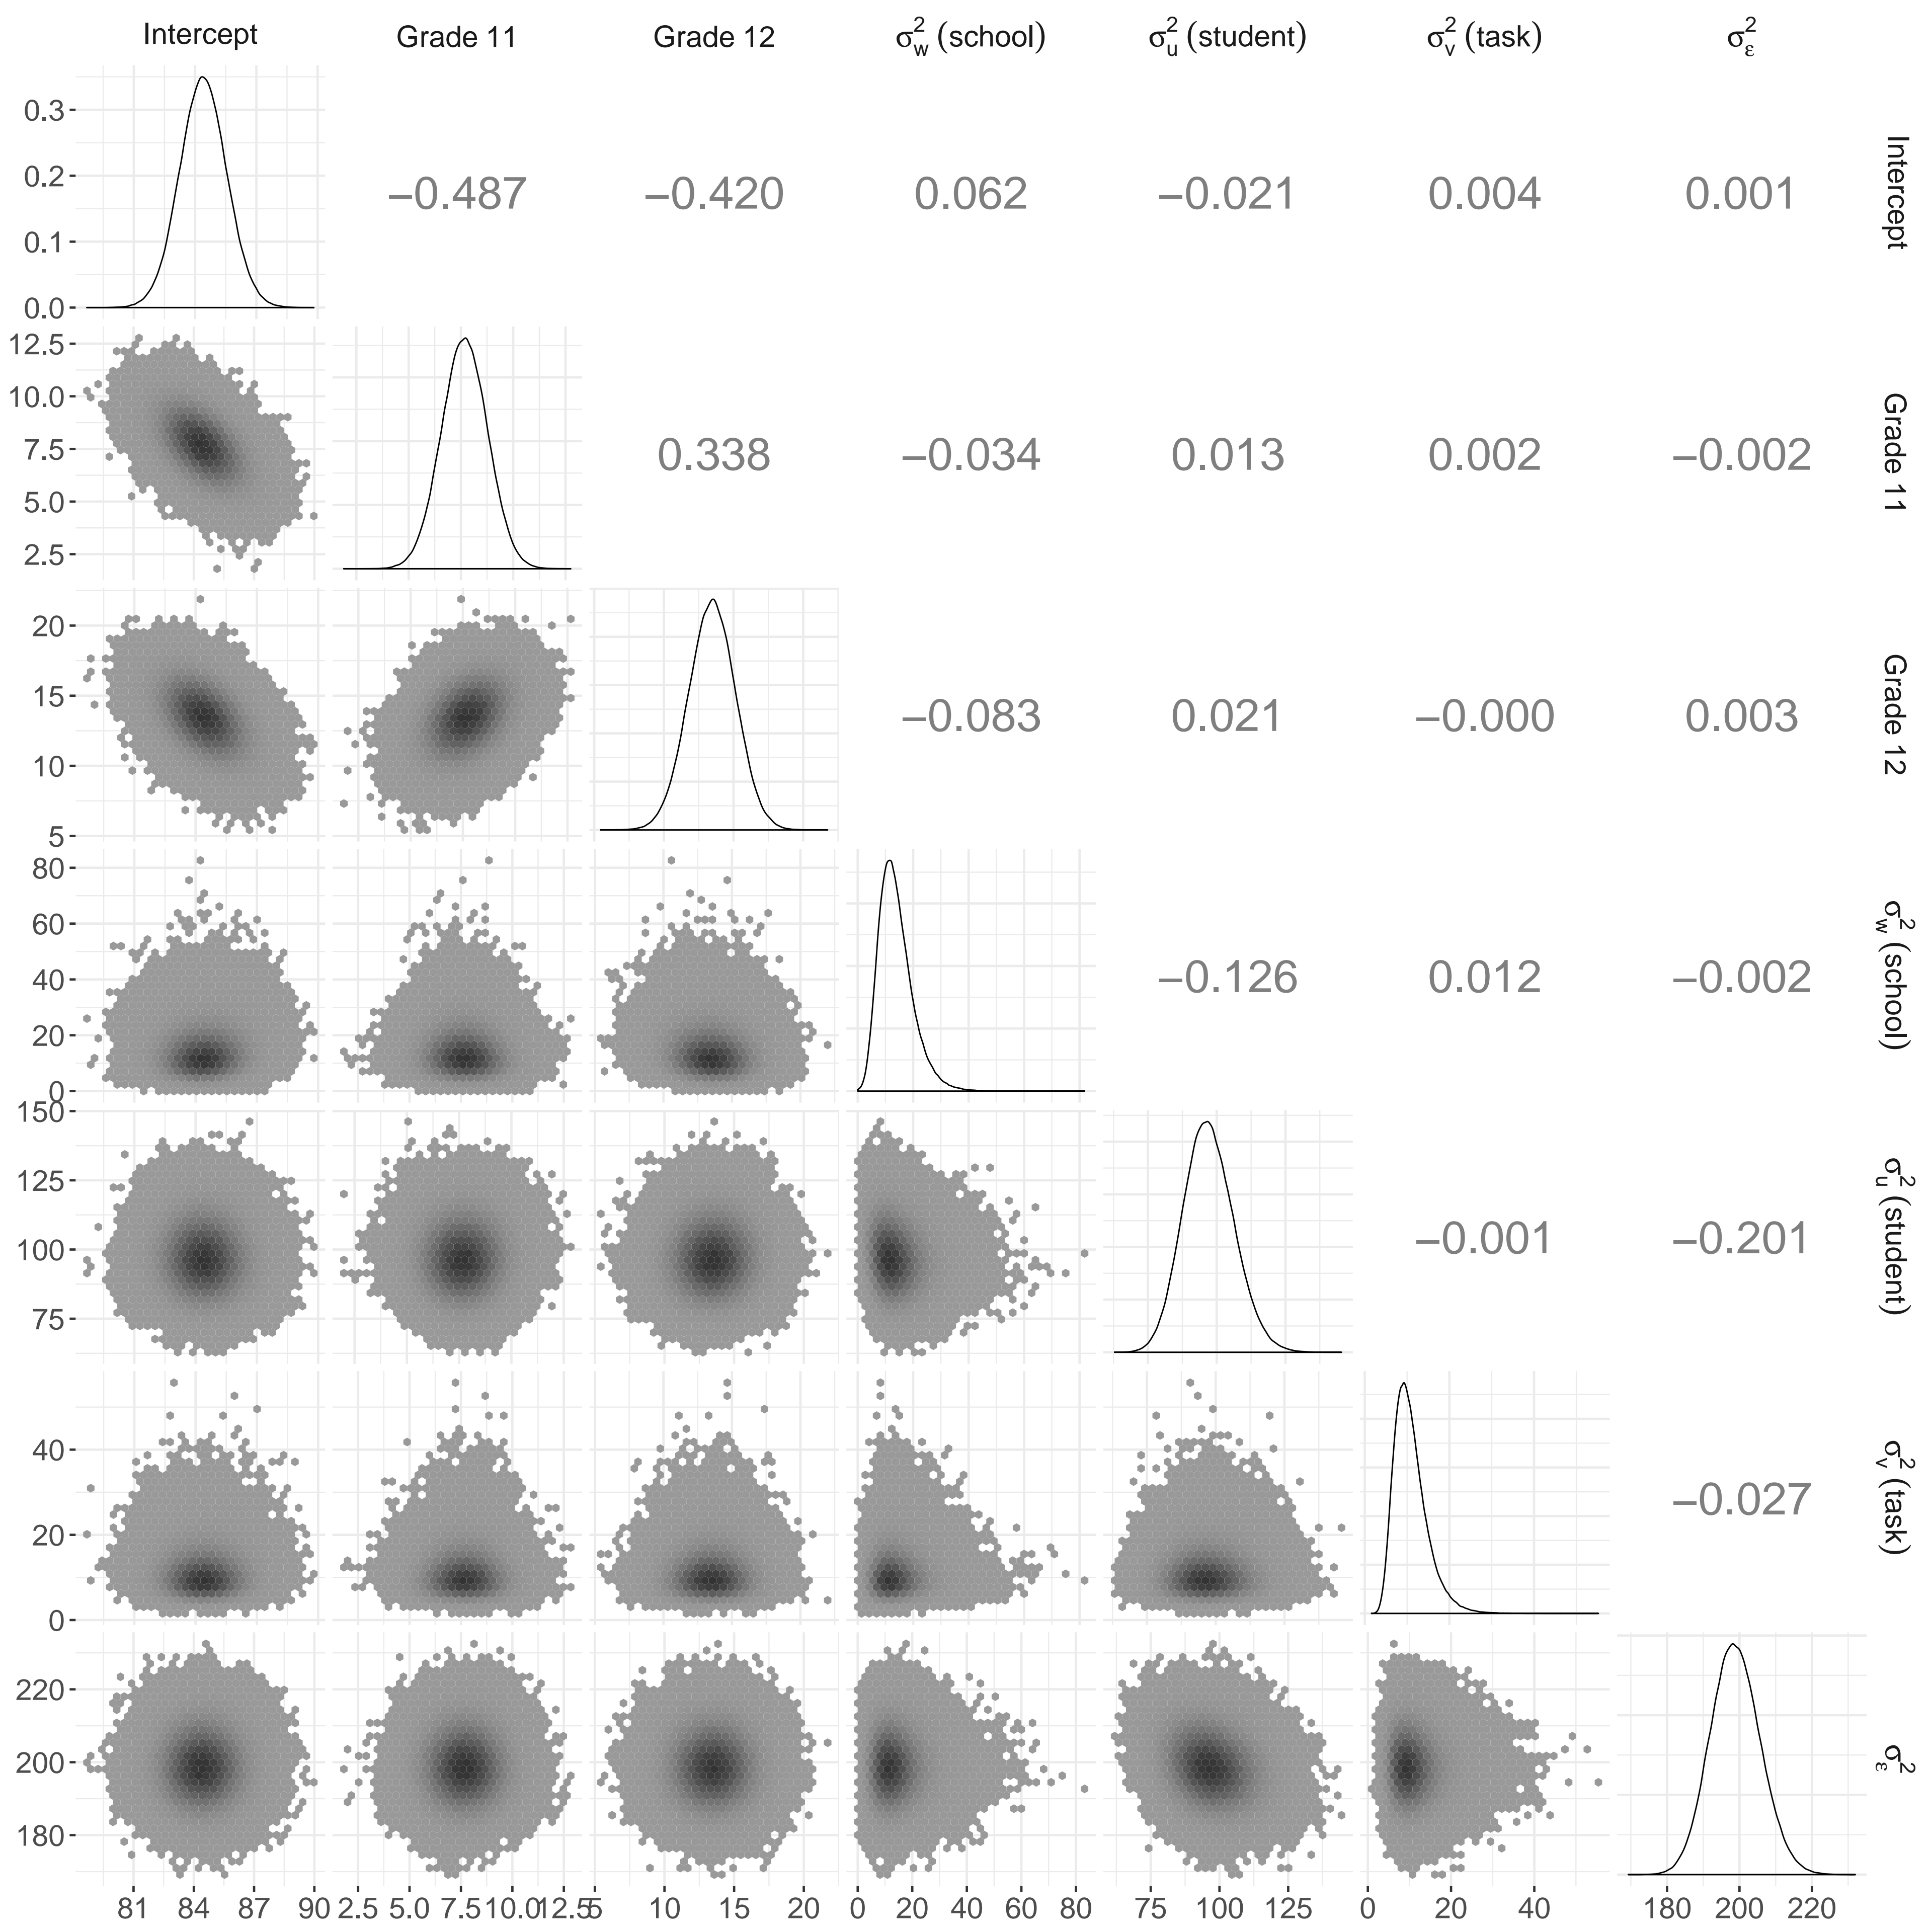 Intercept Grade 11 Grade 12 σ²w (school) σ²u (student) σ²v (task) σ²ε
0.3
0.2
0.1
0.0
−0.487 −0.420 0.062 −0.021 0.004 0.001
Intercept
12.5
10.0
7.5
5.0
2.5
0.338 −0.034 0.013 0.002 −0.002
Grade 11
20
15
10
5
−0.083 0.021 −0.000 0.003
Grade 12
80
60
40
20
0
−0.126 0.012 −0.002
σ²w (school)
150
125
100
75
−0.001 −0.201
σ²u (student)
40
20
0
−0.027
σ²v (task)
220
200
180
σ²ε
81 84 87 90 2.5 5.0 7.5 10.0 12.5 5 10 15 20 0 20 40 60 80 75 100 125 0 20 40 180 200 220